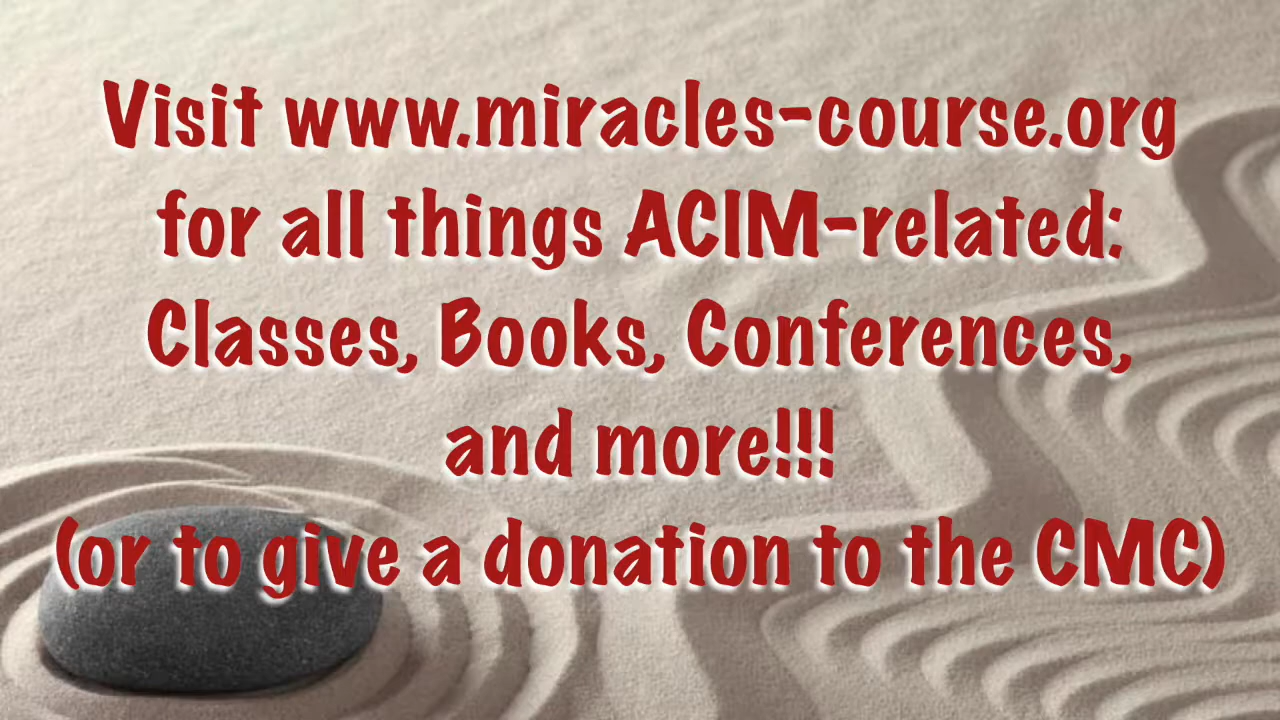 Visit www.miracles-course.org
for all things ACIM-related:
Classes, Books, Conferences,
and more!!!
(or to give a donation to the CMC)